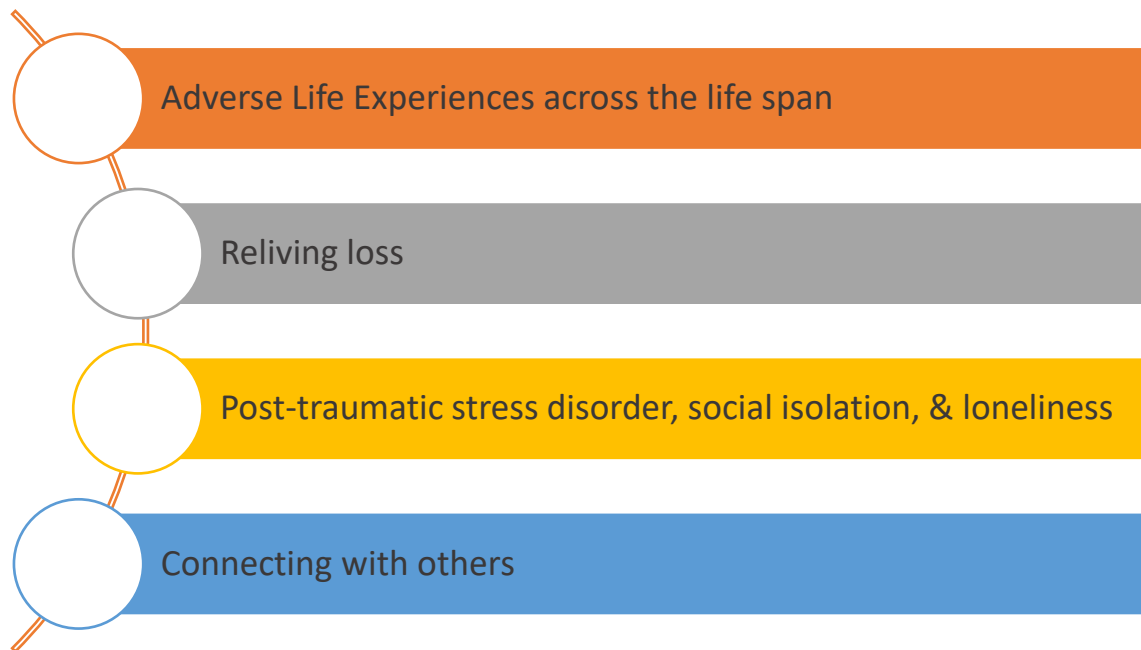 Adverse Life Experiences across the life span
Reliving loss
Post-traumatic stress disorder, social isolation, & loneliness
Connecting with others